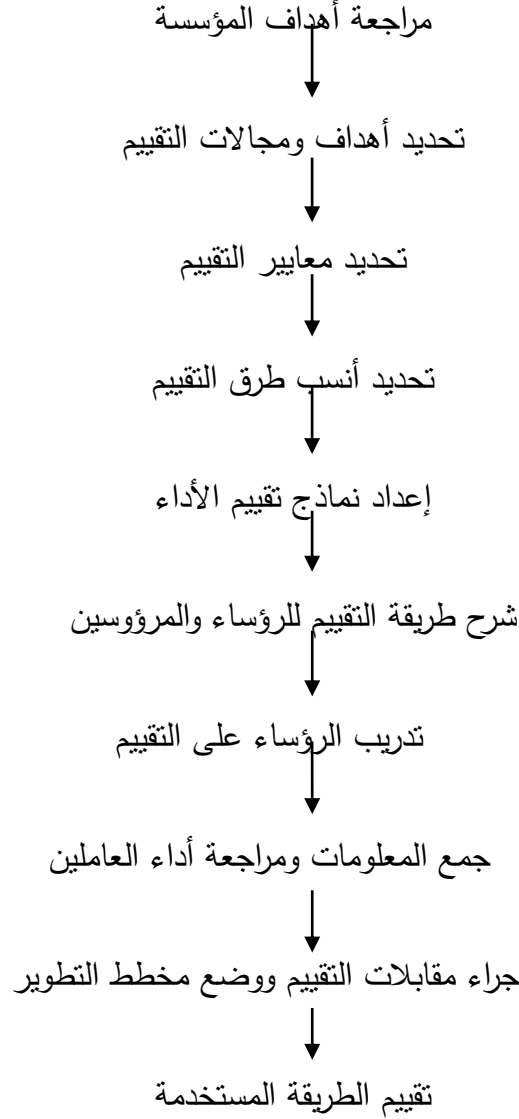 مراجعة أهداف المؤسسة
تحديد أهداف ومجالات التقييم
تحديد معايير التقييم
تحديد أنسب طرق التقييم
إعداد نماذج تقييم الأداء
شرح طريقة التقييم للرؤساء والمرؤوسين
تدريب الرؤساء على التقييم
جمع المعلومات ومراجعة أداء العاملين
جراء مقابلات التقييم ووضع مخطط التطوير
تقييم الطريقة المستخدمة